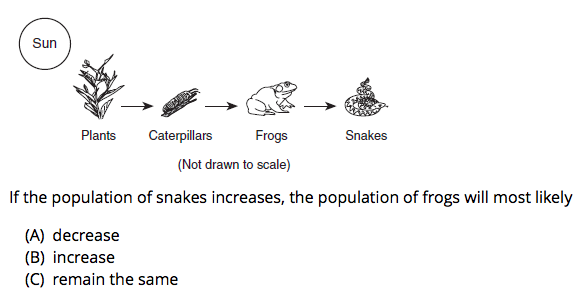 Sun
Plants Caterpillars Frogs Snakes
(Not drawn to scale)
If the population of snakes increases, the population of frogs will most likely
(A) decrease
(B) increase
(C) remain the same